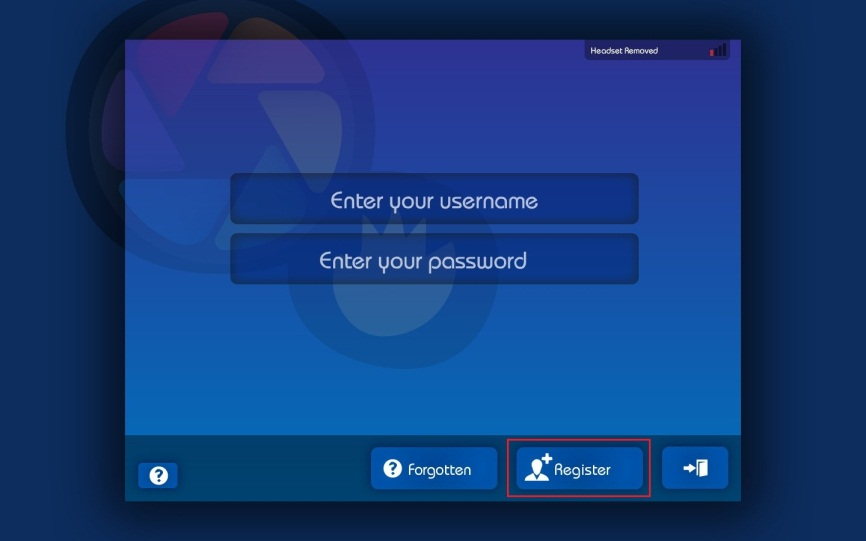 Headset Removed
Enter your username
Enter your password
? 
? Forgotten
Register